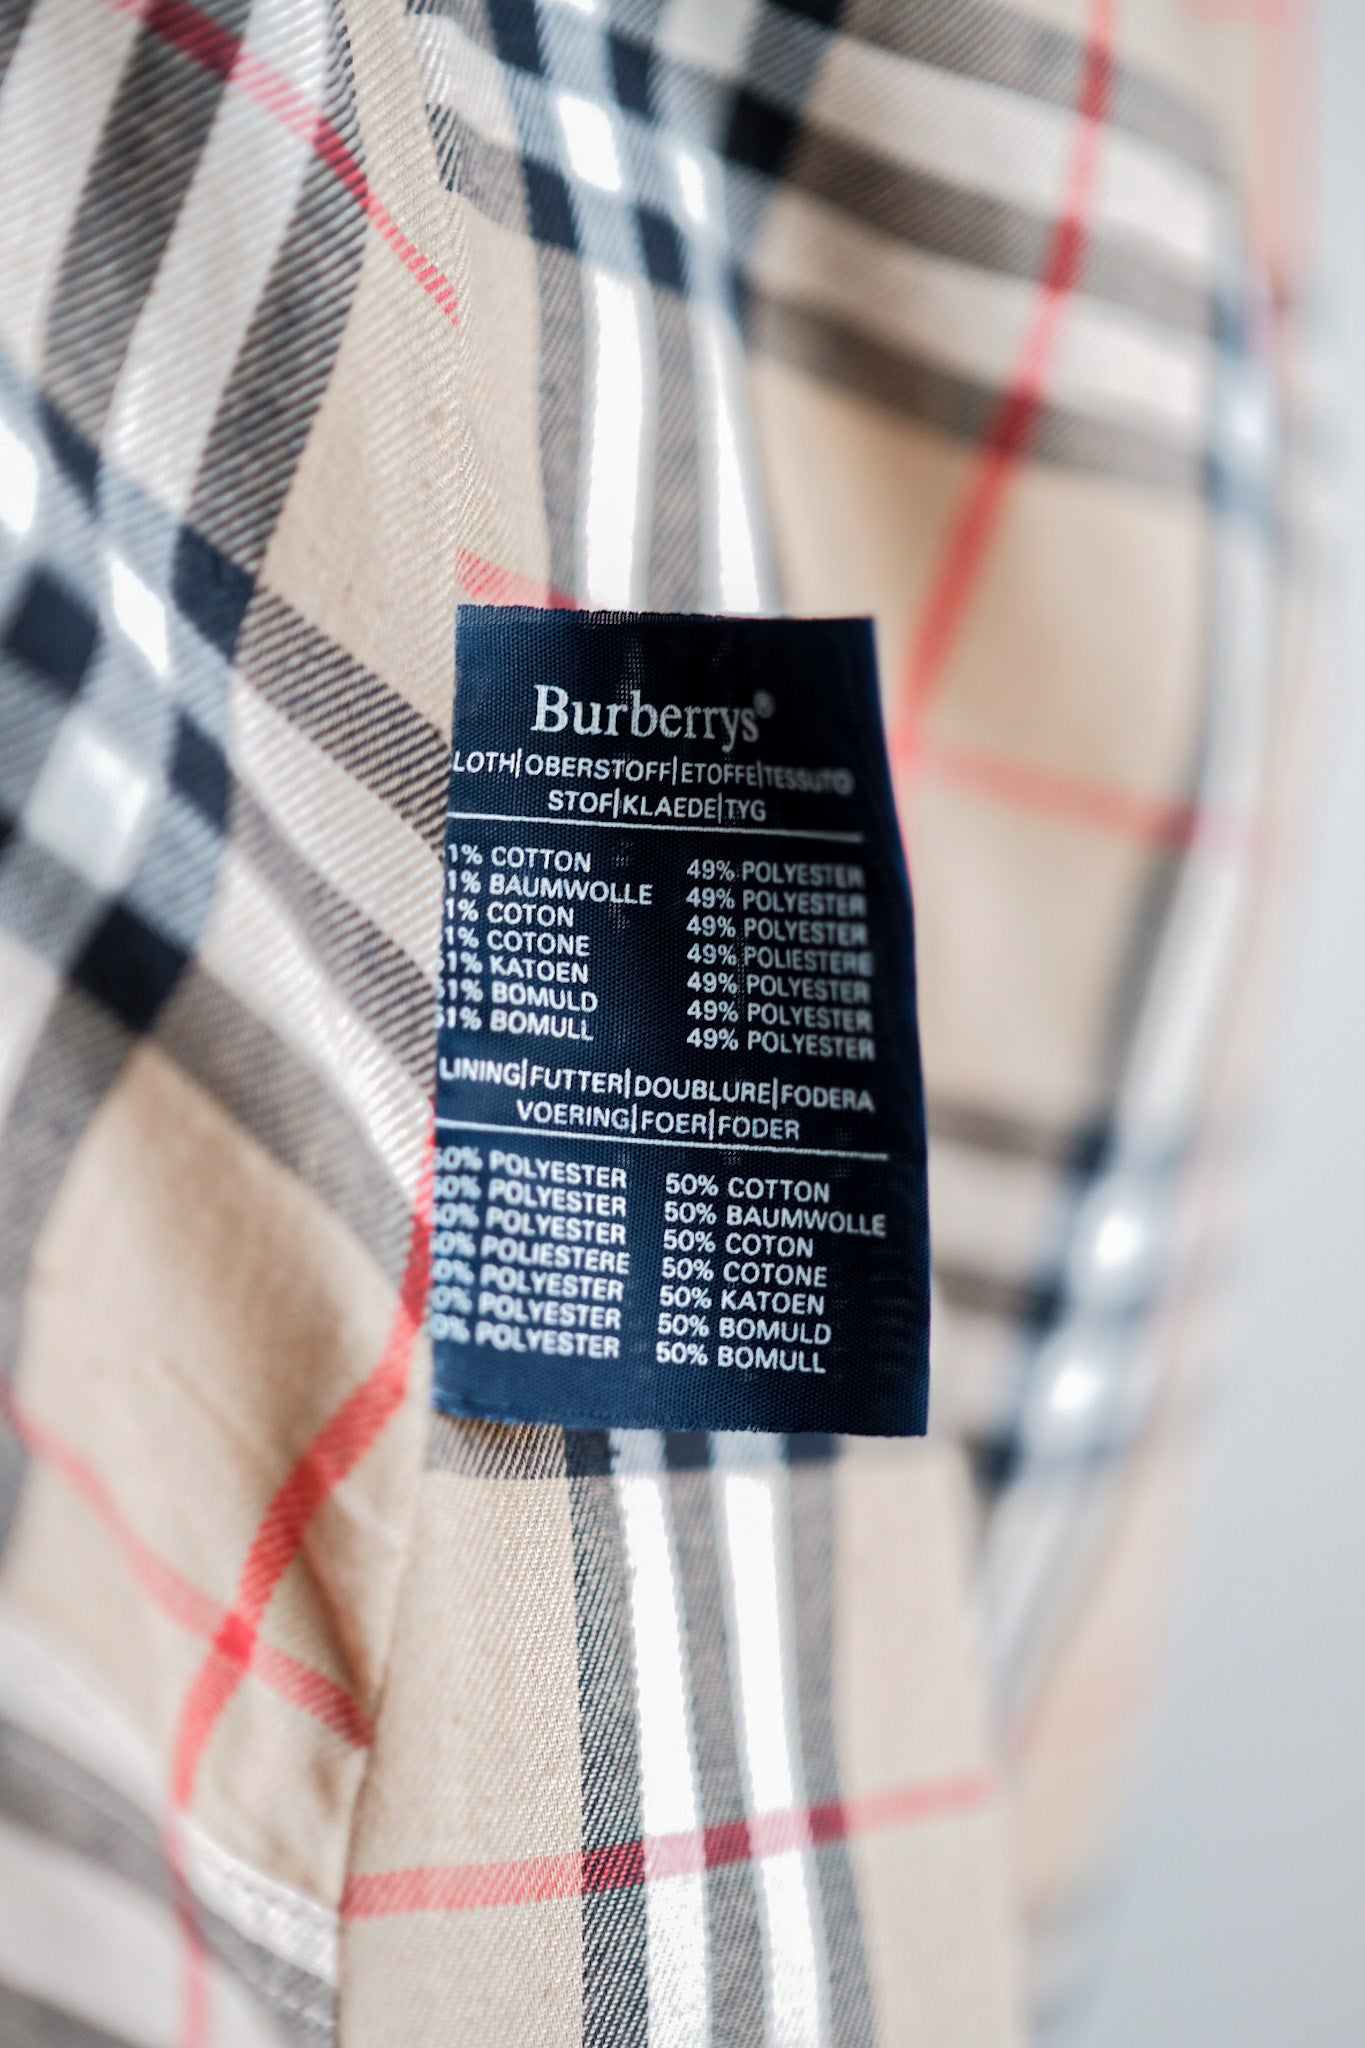 Burberrys®
LOTH|OBERSTOFF|ETOFFE|TESSUTO
STOF|KLAEDE|TYG
1% COTTON 49% POLYESTER
1% BAUMWOLLE 49% POLYESTER
1% COTON 49% POLYESTER
1% COTONE 49% POLIESTERE
51% KATOEN 49% POLYESTER
51% BOMULD 49% POLYESTER
51% BOMULL 49% POLYESTER
LINING|FUTTER|DOUBLURE|FODERA
VOERING|FOER|FODER
50% POLYESTER 50% COTTON
50% POLYESTER 50% BAUMWOLLE
50% POLYESTER 50% COTON
50% POLIESTERE 50% COTONE
50% POLYESTER 50% KATOEN
0% POLYESTER 50% BOMULD
0% POLYESTER 50% BOMULL